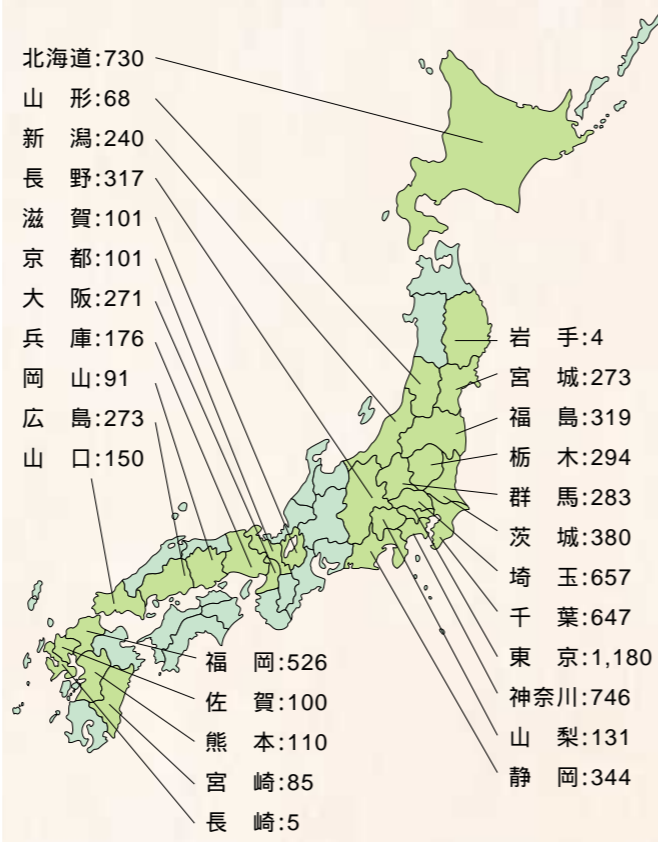 北海道:730
山　形:68
新　潟:240
長　野:317
滋　賀:101
京　都:101
大　阪:271
兵　庫:176
岡　山:91
広　島:273
山　口:150
岩　手:4
宮　城:273
福　島:319
栃　木:294
群　馬:283
茨　城:380
埼　玉:657
千　葉:647
東　京:1,180
神奈川:746
山　梨:131
静　岡:344
福　岡:526
佐　賀:100
熊　本:110
宮　崎:85
長　崎:5